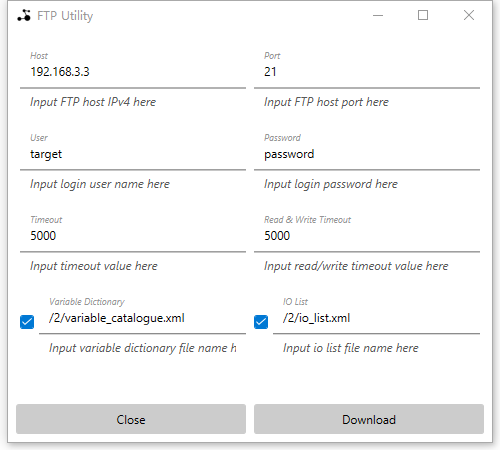 FTP Utility
Host Port
192.168.3.3 21
Input FTP host IPv4 here Input FTP host port here
User Password
target password
Input login user name here Input login password here
Timeout Read & Write Timeout
5000 5000
Input timeout value here Input read/write timeout value here
Variable Dictionary IO List
/2/variable_catalogue.xml /2/io_list.xml
Input variable dictionary file name h Input io list file name here
Close Download